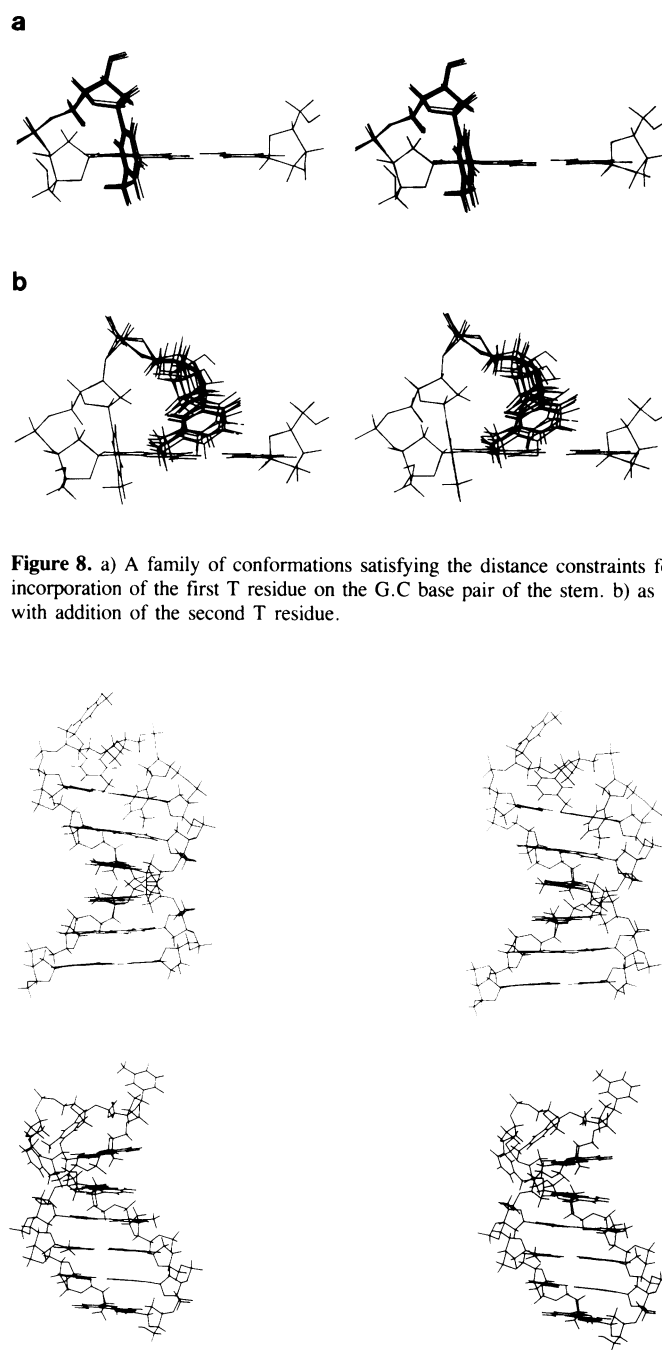 a
b
Figure 8. a) A family of conformations satisfying the distance constraints
incorporation of the first T residue on the G.C base pair of the stem. b) as
with addition of the second T residue.